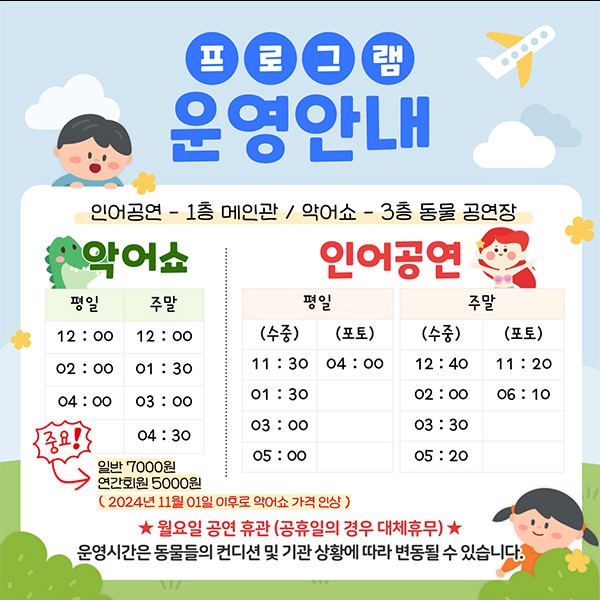 프로그램
운영안내
인어공연 - 1층 메인관 / 악어쇼 - 3층 동물 공연장
악어쇼
평일 주말
12 : 00 12 : 00
02 : 00 01 : 30
04 : 00 03 : 00
04 : 30
중요!
일반 7000원
연간회원 5000원
( 2024년 11월 01일 이후로 악어쇼 가격 인상 )
인어공연
평일 주말
(수중) (포토) (수중) (포토)
11 : 30 04 : 00 12 : 40 11 : 20
01 : 30 02 : 00 06 : 10
03 : 00 03 : 30
05 : 00 05 : 20
★ 월요일 공연 휴관 (공휴일의 경우 대체휴무) ★
운영시간은 동물들의 컨디션 및 기관 상황에 따라 변동될 수 있습니다.